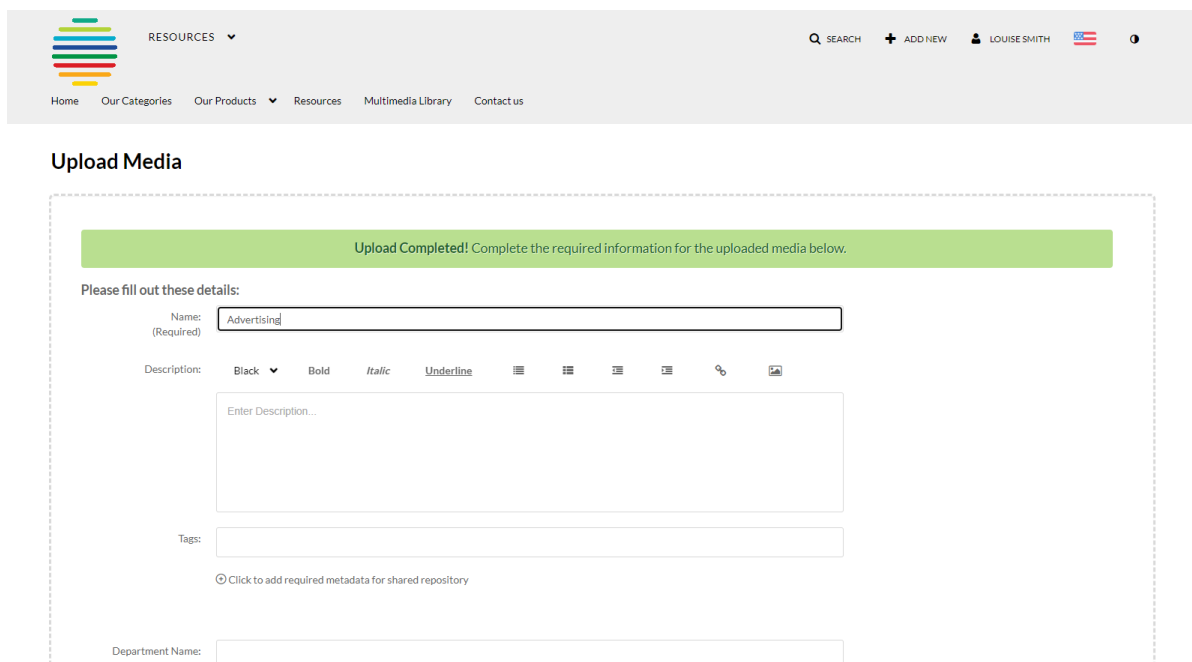 RESOURCES
SEARCH ADD NEW LOUISE SMITH
Home Our Categories Our Products Resources Multimedia Library Contact us
Upload Media
Upload Completed! Complete the required information for the uploaded media below.
Please fill out these details:
Name:
(Required)
Advertising
Description:
Black Bold Italic Underline
Enter Description...
Tags:
Click to add required metadata for shared repository
Department Name: